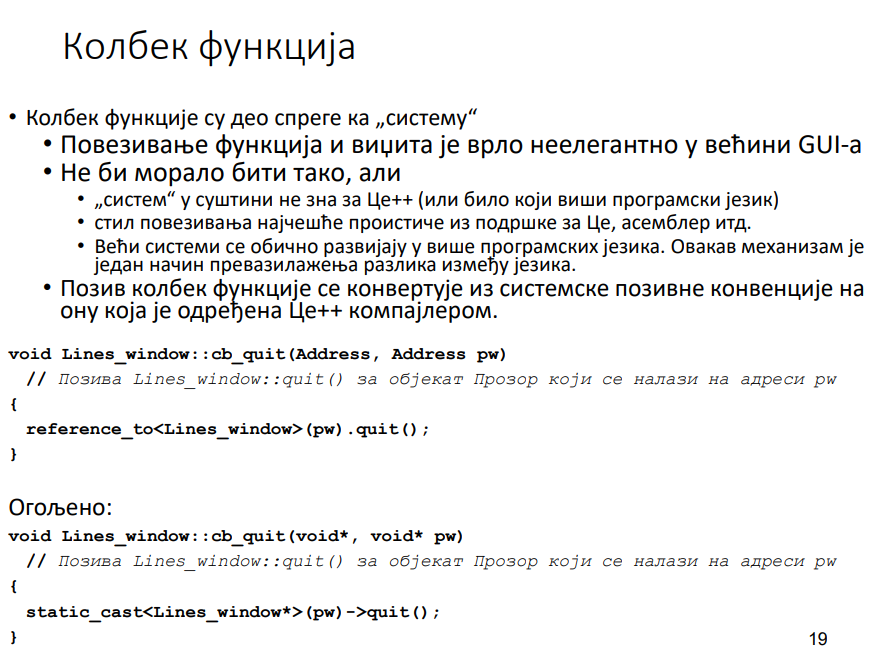 Колбек функција
• Колбек функције су део спреге ка „систему“
• Повезивање функција и виџита је врло неелегантно у већини GUI-а
• Не би морало бити тако, али
• „систем“ у суштини не зна за Це++ (или било који виши програмски језик)
• стил повезивања најчешће проистиче из подршке за Це, асемблер итд.
• Већи системи се обично развијају у више програмских језика. Овакав механизам је
један начин превазилажења разлика између језика.
• Позив колбек функције се конвертује из системске позивне конвенције на
ону која је одређена Це++ компајлером.
void Lines_window::cb_quit(Address, Address pw)
// Позива Lines_window::quit() за објекат Прозор који се налази на адреси pw
{
reference_to<Lines_window>(pw).quit();
}
Огољено:
void Lines_window::cb_quit(void*, void* pw)
// Позива Lines_window::quit() за објекат Прозор који се налази на адреси pw
{
static_cast<Lines_window*>(pw)->quit();
}
19